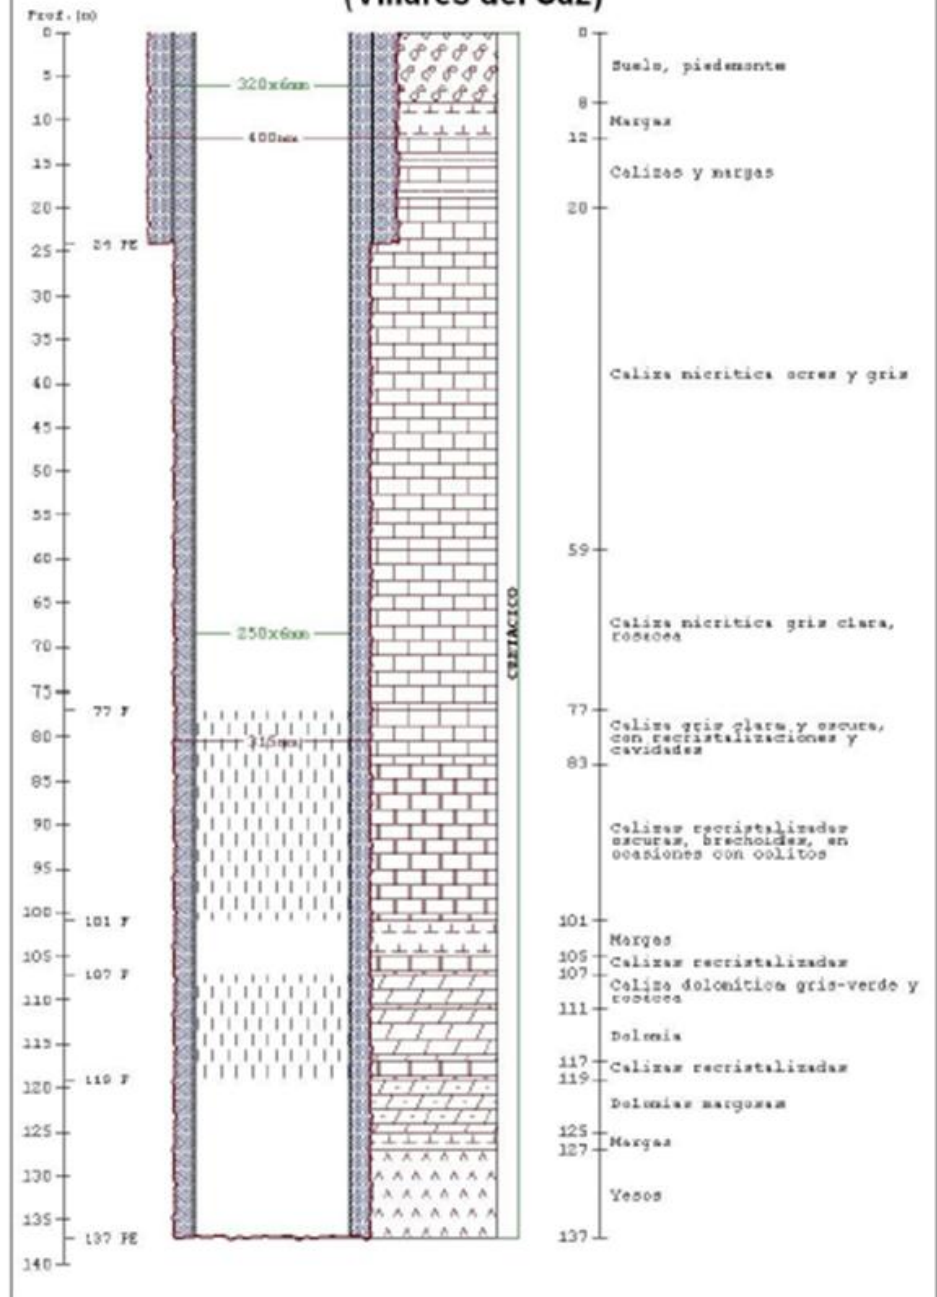 (Villares del Saz)
Prof.(m)
0
5
10
15
20
25
30
35
40
45
50
55
60
65
70
75
80
85
90
95
100
105
110
115
120
125
130
135
140
24 PE
77 F
101 F
107 F
119 F
137 PE
320x6mm
400mm
250x6mm
315mm
CRETACICO
0
8
12
20
59
77
83
101
105
107
111
117
119
125
127
137
Suelo, piedemonte
Margas
Calizas y margas
Caliza micritica ocres y gris
Caliza micritica gris clara,
rosacea
Caliza gris clara y oscura,
con recristalizaciones y
cavidades
Calizas recristalizadas
oscuras, brechoides, en
ocasiones con oolitos
Margas
Calizas recristalizadas
Caliza dolomitica gris-verde y
rosacea
Dolomia
Calizas recristalizadas
Dolomias margosas
Margas
Yesos